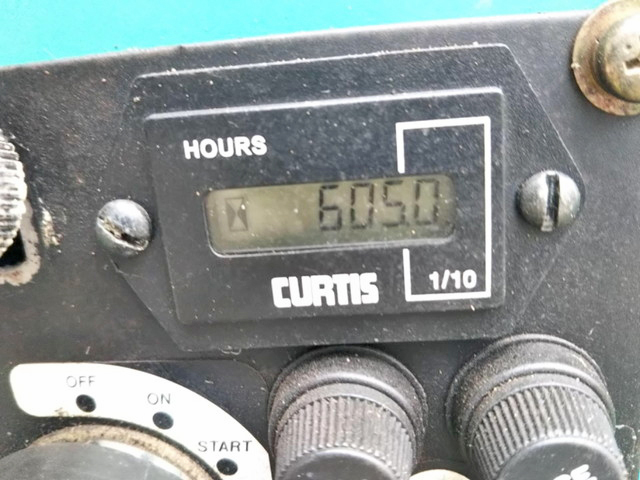 HOURS
6050
CURTIS
1/10
OFF
ON
START